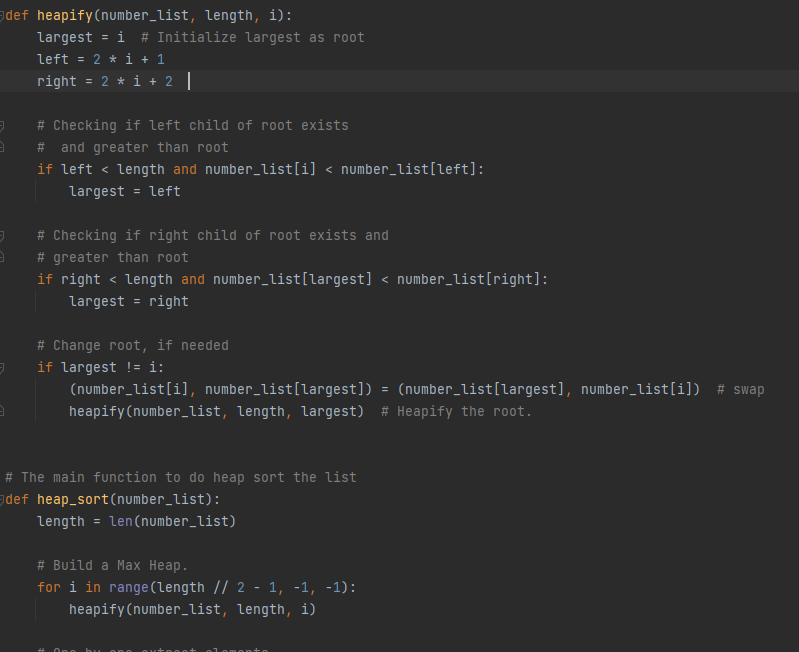 def heapify(number_list, length, i):
    largest = i  # Initialize largest as root
    left = 2 * i + 1
    right = 2 * i + 2
    # Checking if left child of root exists
    #  and greater than root
    if left < length and number_list[i] < number_list[left]:
        largest = left
    # Checking if right child of root exists and
    # greater than root
    if right < length and number_list[largest] < number_list[right]:
        largest = right
    # Change root, if needed
    if largest != i:
        (number_list[i], number_list[largest]) = (number_list[largest], number_list[i])  # swap
        heapify(number_list, length, largest)  # Heapify the root.
# The main function to do heap sort the list
def heap_sort(number_list):
    length = len(number_list)
    # Build a Max Heap.
    for i in range(length // 2 - 1, -1, -1):
        heapify(number_list, length, i)
    # One by one extract elements